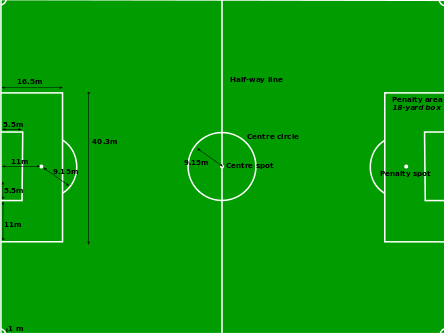 Half-way line
16.5m
Penalty area
18-yard box
5.5m
Centre circle
40.3m
11m
9.15m
9.15m
Centre spot
Penalty spot
5.5m
11m
1 m